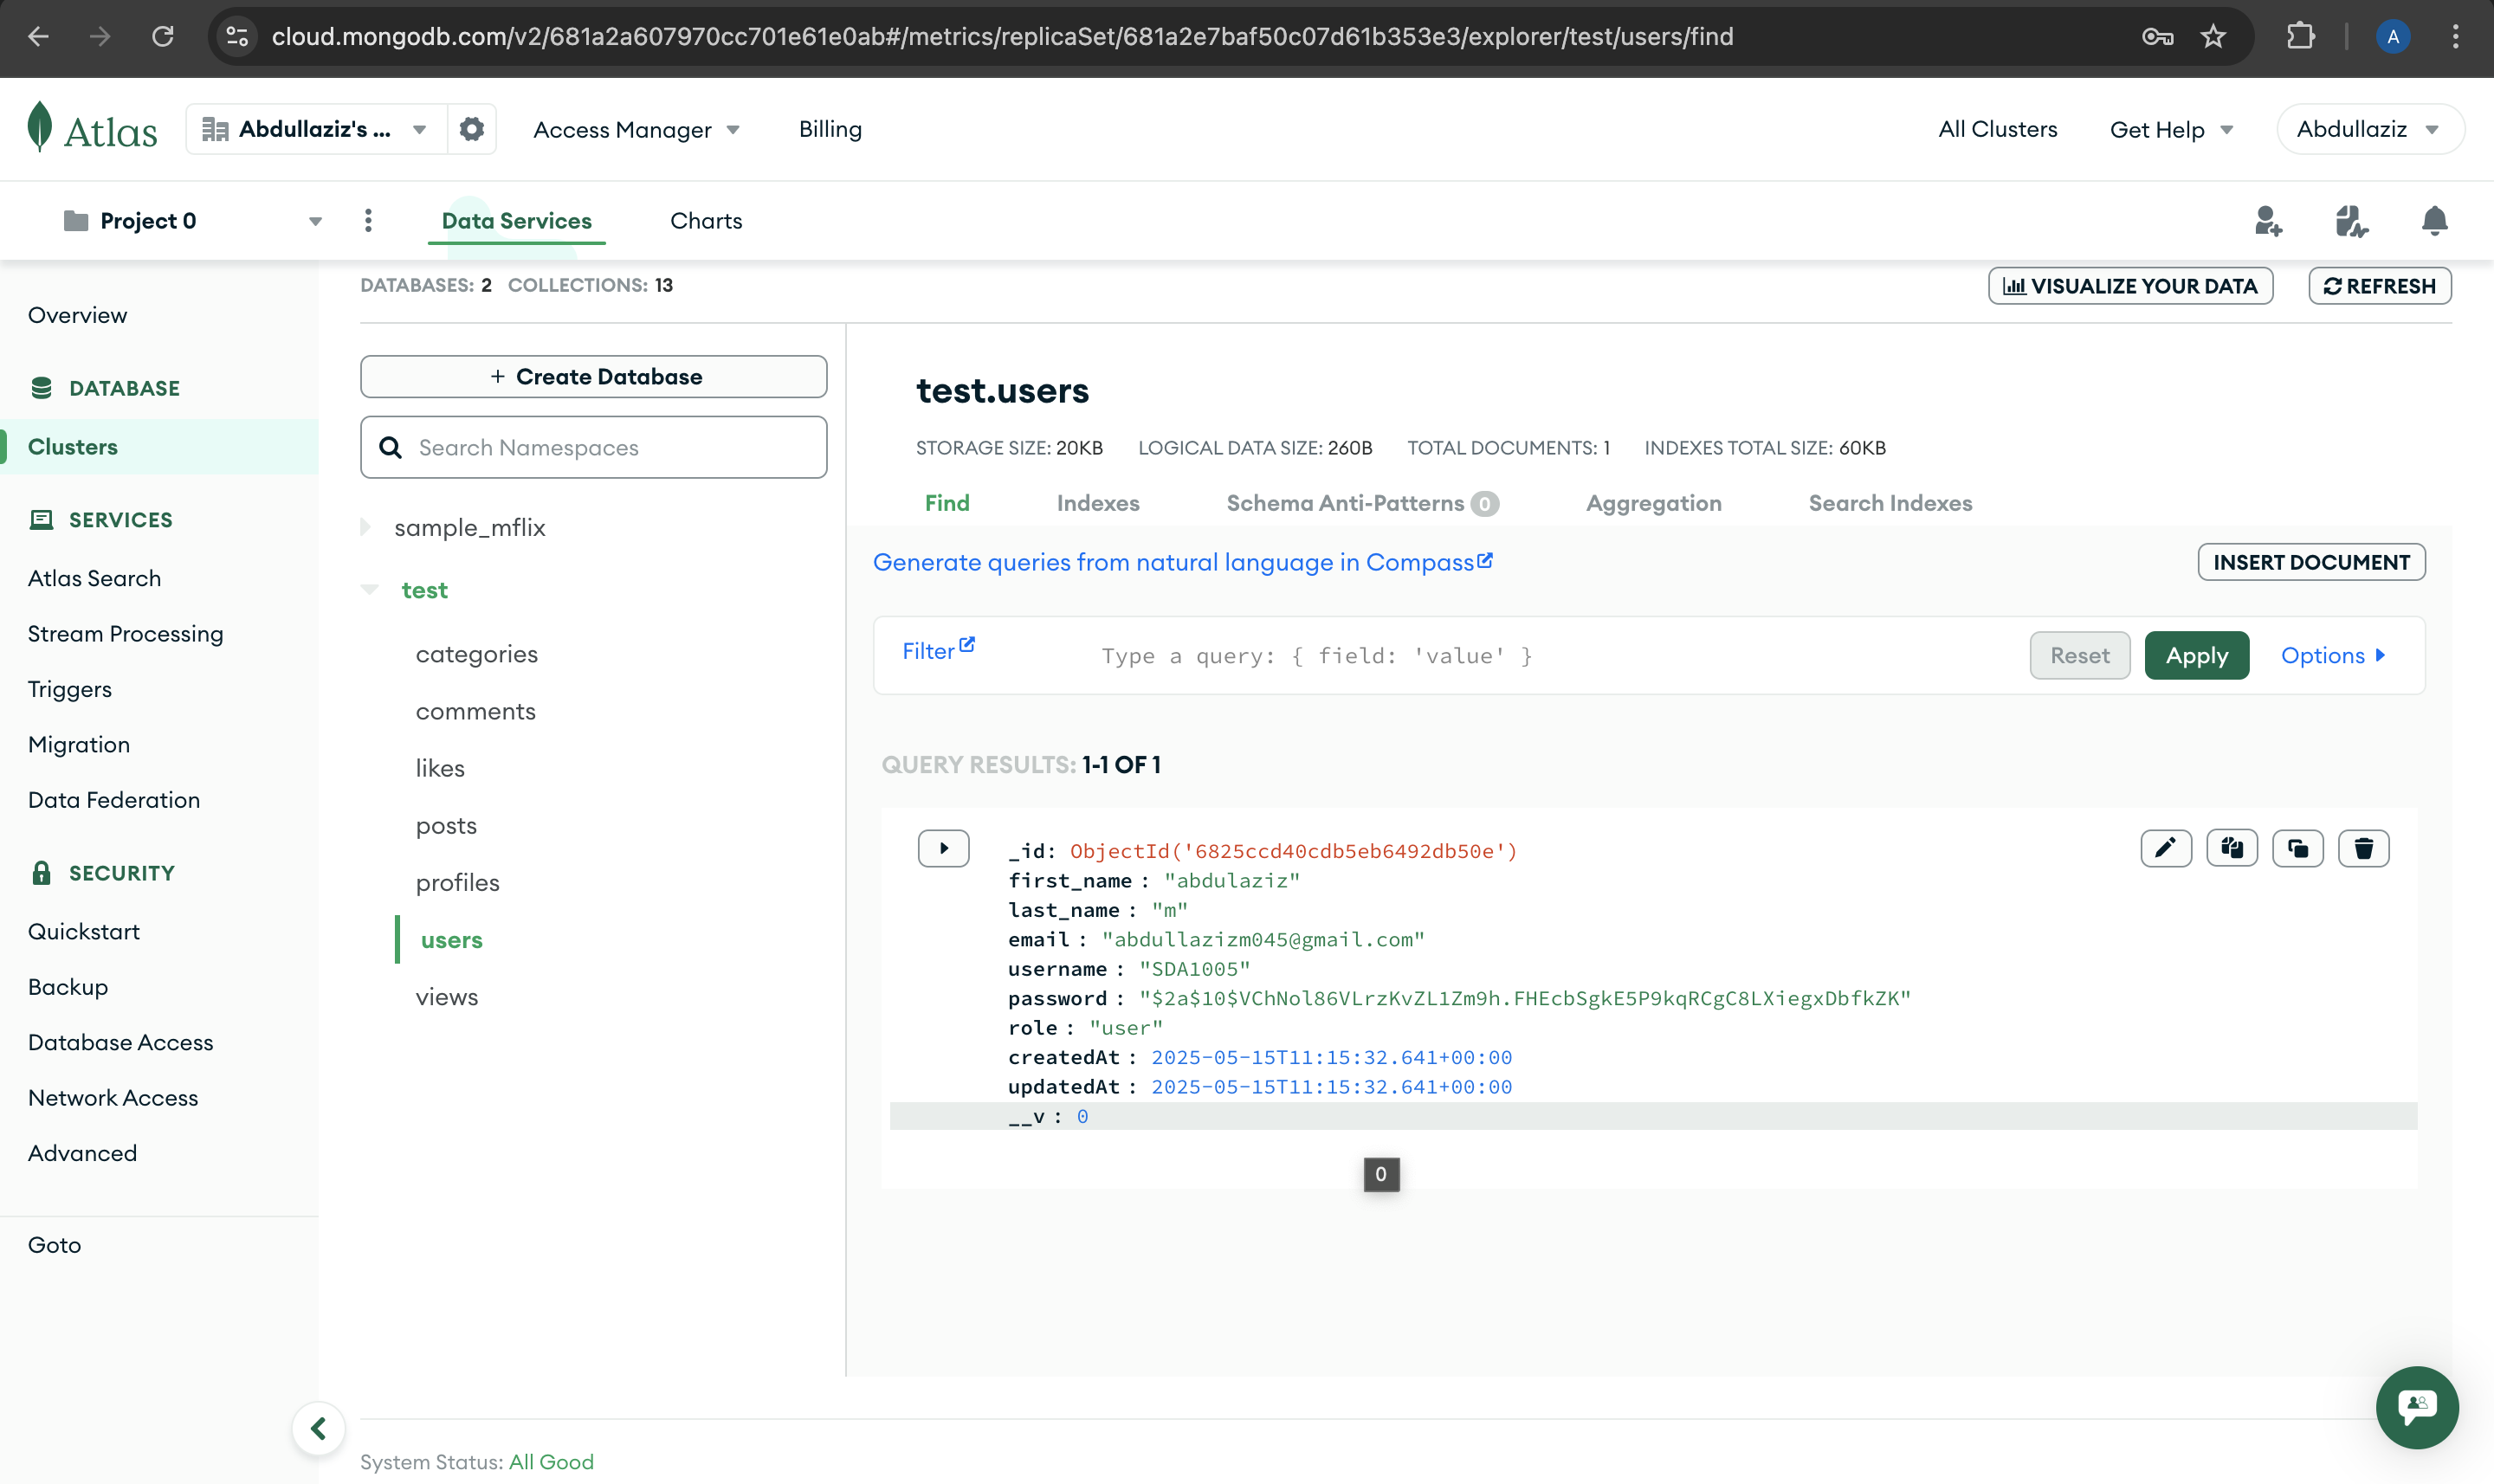 cloud.mongodb.com/v2/681a2a607970cc701e61e0ab#/metrics/replicaSet/681a2e7baf50c07d61b353e3/explorer/test/users/find
A
Atlas
Abdullaziz's ...
Access Manager
Billing
All Clusters
Get Help
Abdullaziz
Project 0
Data Services
Charts
Overview
DATABASE
Clusters
SERVICES
Atlas Search
Stream Processing
Triggers
Migration
Data Federation
SECURITY
Quickstart
Backup
Database Access
Network Access
Advanced
Goto
DATABASES: 2 COLLECTIONS: 13
VISUALIZE YOUR DATA
REFRESH
+ Create Database
Search Namespaces
sample_mflix
test
categories
comments
likes
posts
profiles
users
views
test.users
STORAGE SIZE: 20KB LOGICAL DATA SIZE: 260B TOTAL DOCUMENTS: 1 INDEXES TOTAL SIZE: 60KB
Find Indexes Schema Anti-Patterns 0 Aggregation Search Indexes
Generate queries from natural language in Compass
INSERT DOCUMENT
Filter
Type a query: { field: 'value' }
Reset
Apply
Options
QUERY RESULTS: 1-1 OF 1
_id: ObjectId('6825ccd40cdb5eb6492db50e')
first_name : "abdulaziz"
last_name : "m"
email : "abdullazizm045@gmail.com"
username : "SDA1005"
password : "$2a$10$VChNol86VLrzKvZL1Zm9h.FHEcbSgkE5P9kqRCgC8LXiegxDbfkZK"
role : "user"
createdAt : 2025-05-15T11:15:32.641+00:00
updatedAt : 2025-05-15T11:15:32.641+00:00
__v : 0
0
System Status: All Good